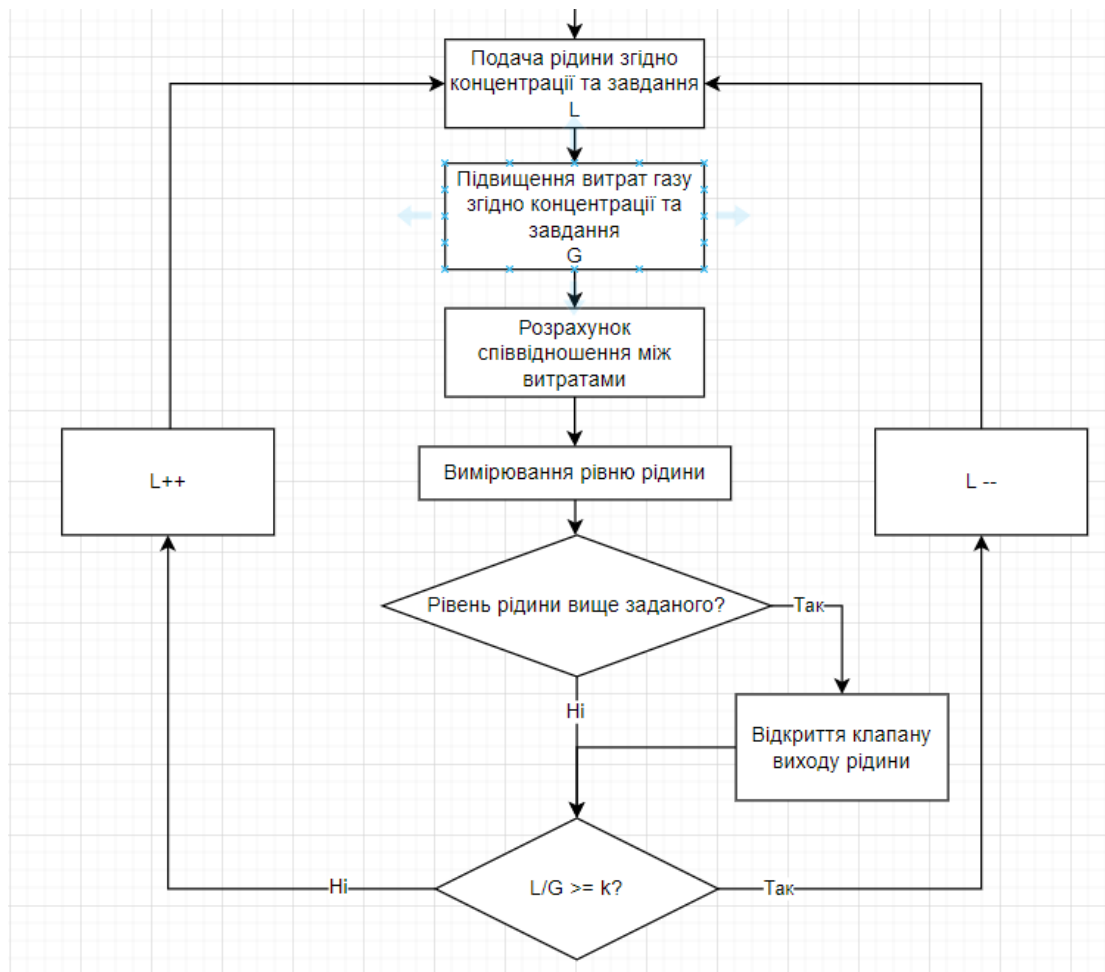 Подача рідини згідно
концентрації та завдання
L
Підвищення витрат газу
згідно концентрації та
завдання
G
Розрахунок
співвідношення між
витратами
L++
Вимірювання рівню рідини
L --
Рівень рідини вище заданого?
Так
Ні
Відкриття клапану
виходу рідини
Ні
L/G >= k?
Так